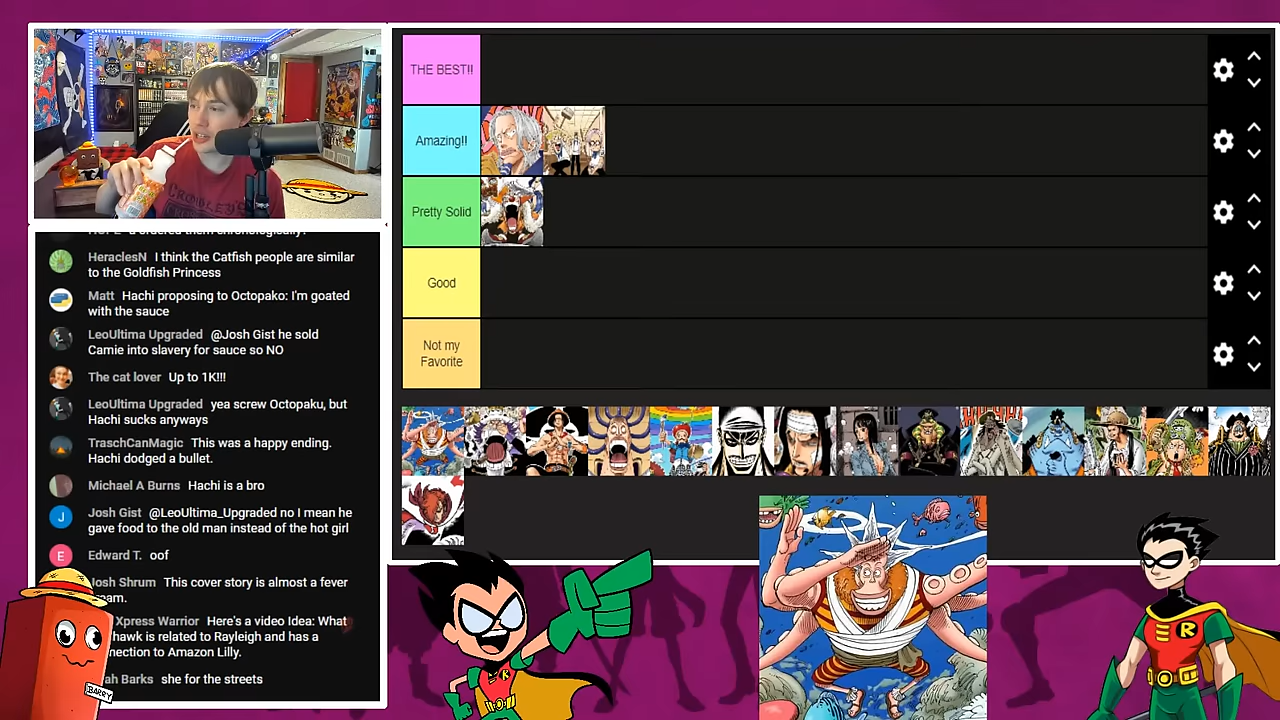 THE BEST!!
Amazing!!
Pretty Solid
Good
Not my
Favorite
a ordered them chronologically?
HeraclesN I think the Catfish people are similar
to the Goldfish Princess
Matt Hachi proposing to Octopako: I'm goated
with the sauce
LeoUltima Upgraded @Josh Gist he sold
Camie into slavery for sauce so NO
The cat lover Up to 1K!!!
LeoUltima Upgraded yea screw Octopaku, but
Hachi sucks anyways
TraschCanMagic This was a happy ending.
Hachi dodged a bullet.
Michael A Burns Hachi is a bro
J
Josh Gist @LeoUltima_Upgraded no I mean he
gave food to the old man instead of the hot girl
E
Edward T. oof
Josh Shrum This cover story is almost a fever
Xpress Warrior Here's a video Idea: What
hawk is related to Rayleigh and has a
to Amazon Lilly.
Barks she for the streets
BARRY
R
R